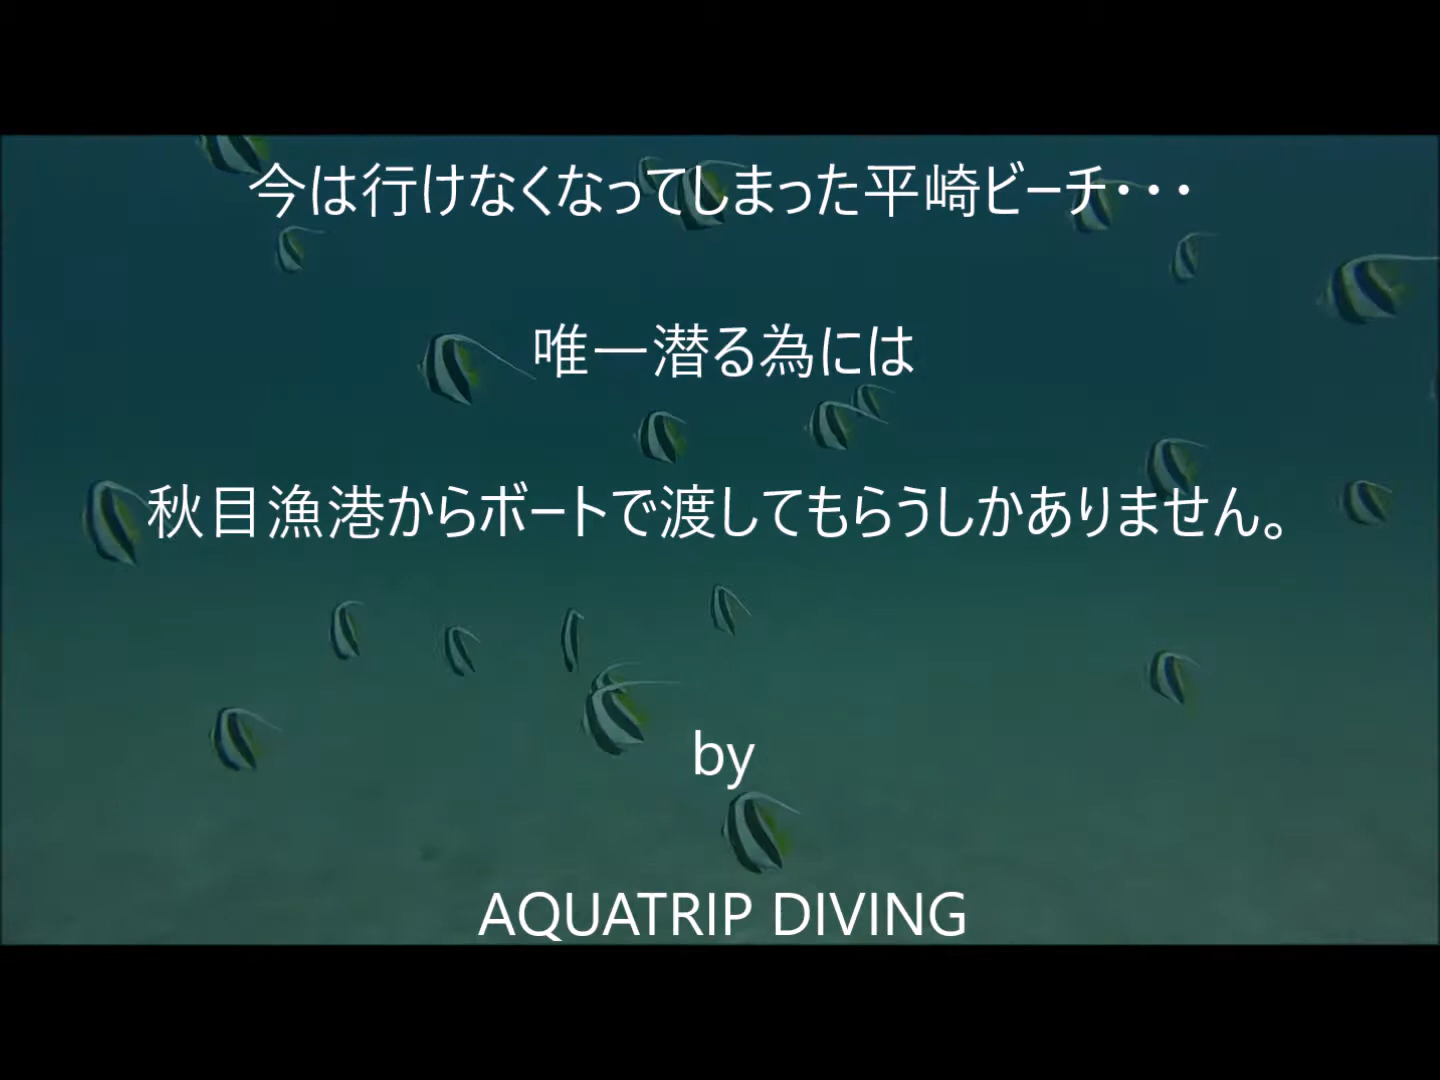 今は行けなくなってしまった平崎ビーチ・・・
唯一潜る為には
秋目漁港からボートで渡してもらうしかありません。
by
AQUATRIP DIVING